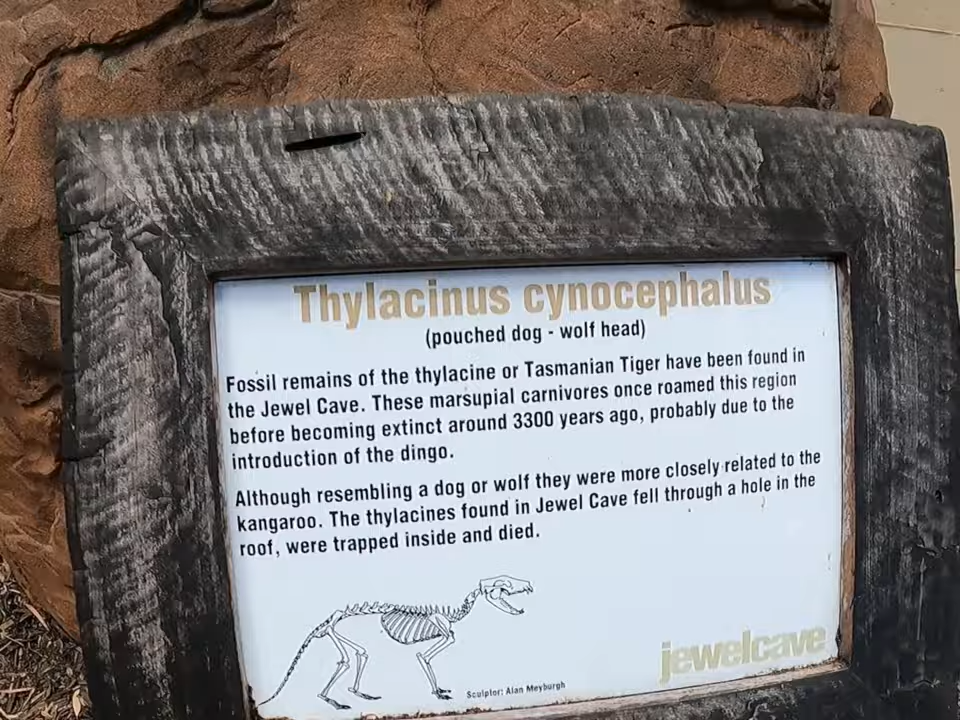 Thylacinus cynocephalus
(pouched dog - wolf head)
Fossil remains of the thylacine or Tasmanian Tiger have been found in
the Jewel Cave. These marsupial carnivores once roamed this region
before becoming extinct around 3300 years ago, probably due to the
introduction of the dingo.
Although resembling a dog or wolf they were more closely related to the
kangaroo. The thylacines found in Jewel Cave fell through a hole in the
roof, were trapped inside and died.
Sculptor: Alan Meyburgh
jewelcave